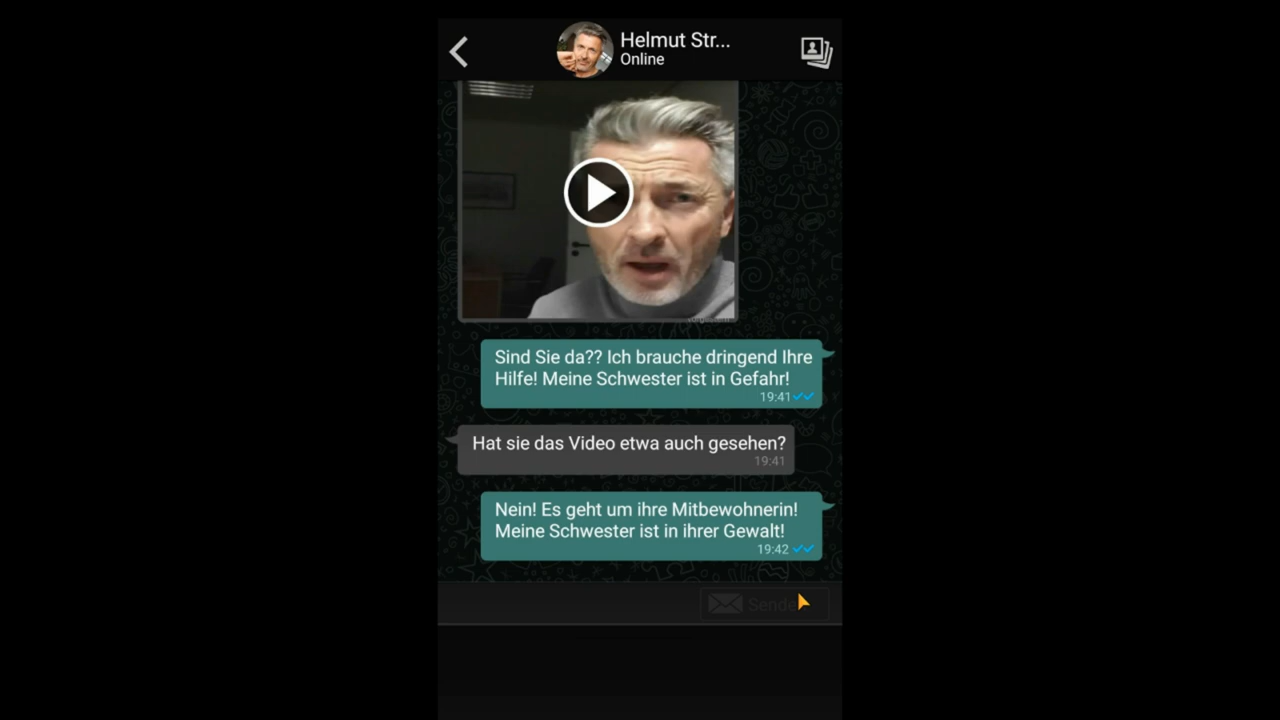 Helmut Str...
Online
Sind Sie da?? Ich brauche dringend Ihre
Hilfe! Meine Schwester ist in Gefahr!
19:41
Hat sie das Video etwa auch gesehen?
19:41
Nein! Es geht um ihre Mitbewohnerin!
Meine Schwester ist in ihrer Gewalt!
19:42